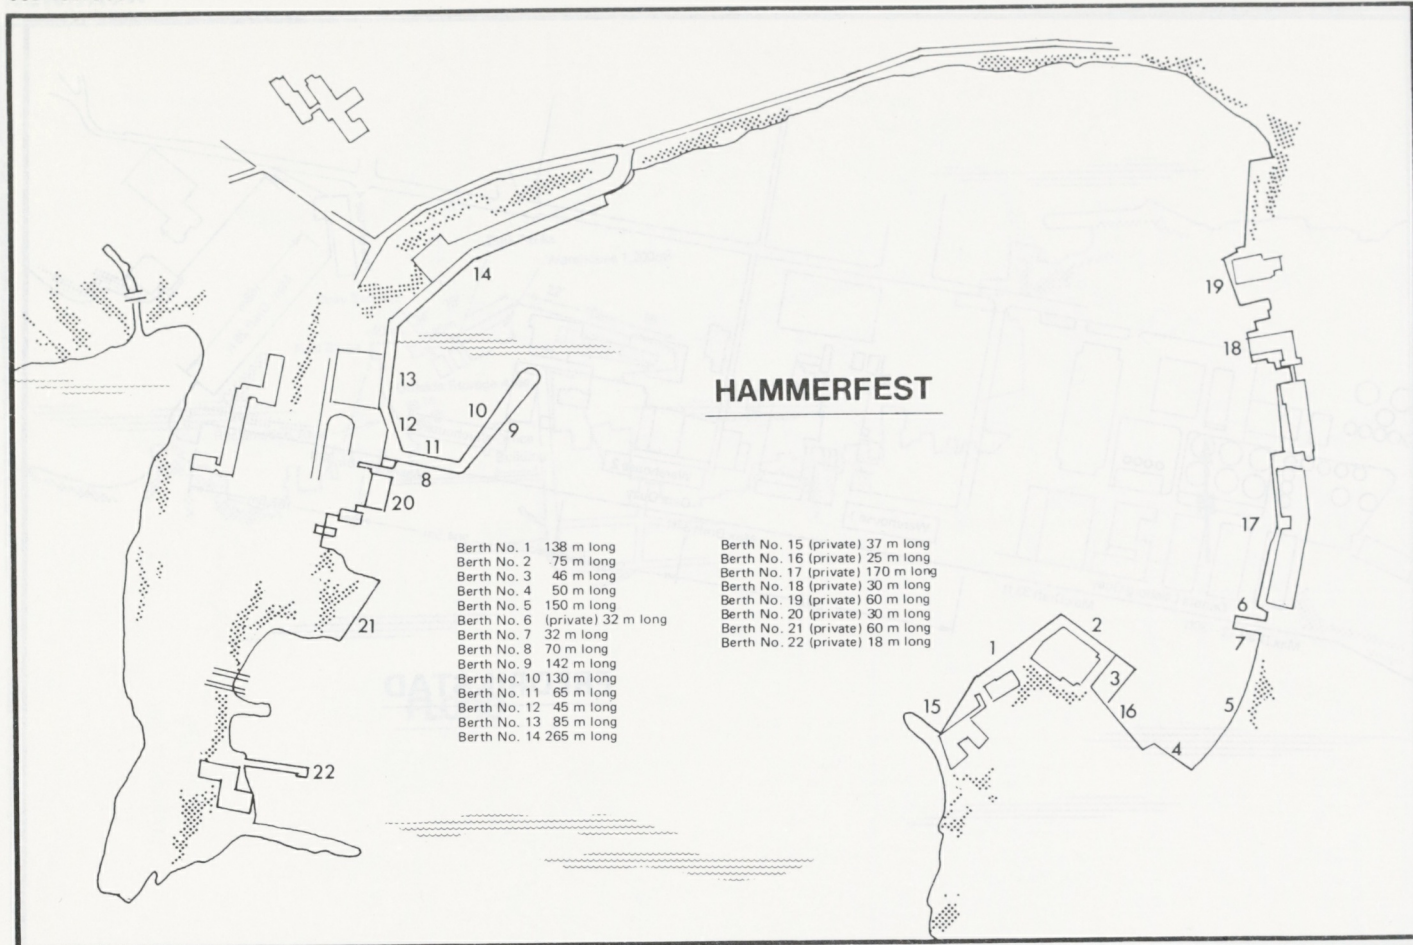 HAMMERFEST
Berth No. 1 138 m long
Berth No. 2 75 m long
Berth No. 3 46 m long
Berth No. 4 50 m long
Berth No. 5 150 m long
Berth No. 6 (private) 32 m long
Berth No. 7 32 m long
Berth No. 8 70 m long
Berth No. 9 142 m long
Berth No. 10 130 m long
Berth No. 11 65 m long
Berth No. 12 45 m long
Berth No. 13 85 m long
Berth No. 14 265 m long
Berth No. 15 (private) 37 m long
Berth No. 16 (private) 25 m long
Berth No. 17 (private) 170 m long
Berth No. 18 (private) 30 m long
Berth No. 19 (private) 60 m long
Berth No. 20 (private) 30 m long
Berth No. 21 (private) 60 m long
Berth No. 22 (private) 18 m long
14
19
18
13
10
12
9
11
8
20
17
6
21
2
7
1
3
5
15
16
4
22